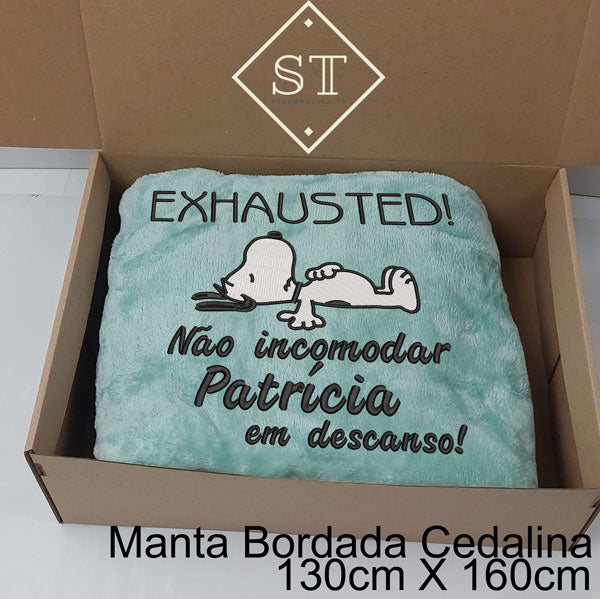 ST
EXHAUSTED!
Não incomodar
Patrícia
em descanso!
Manta Bordada Cedalina
130cm X 160cm